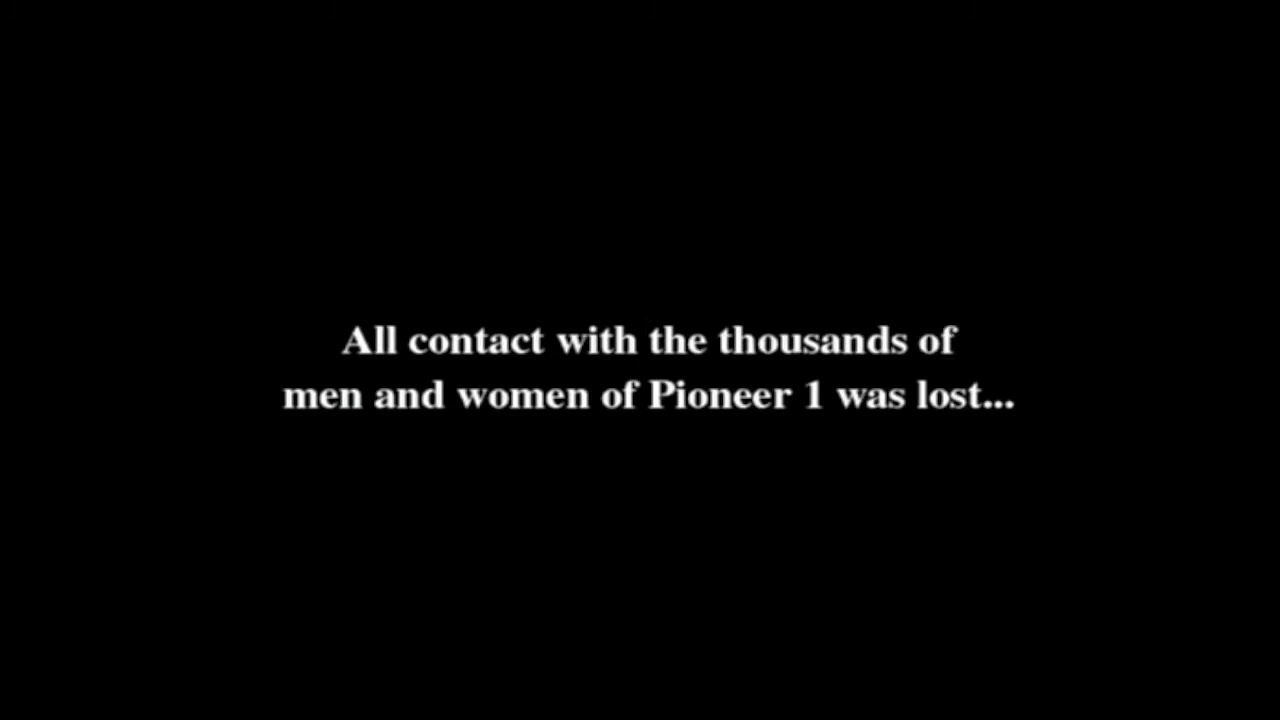 All contact with the thousands of
men and women of Pioneer 1 was lost...